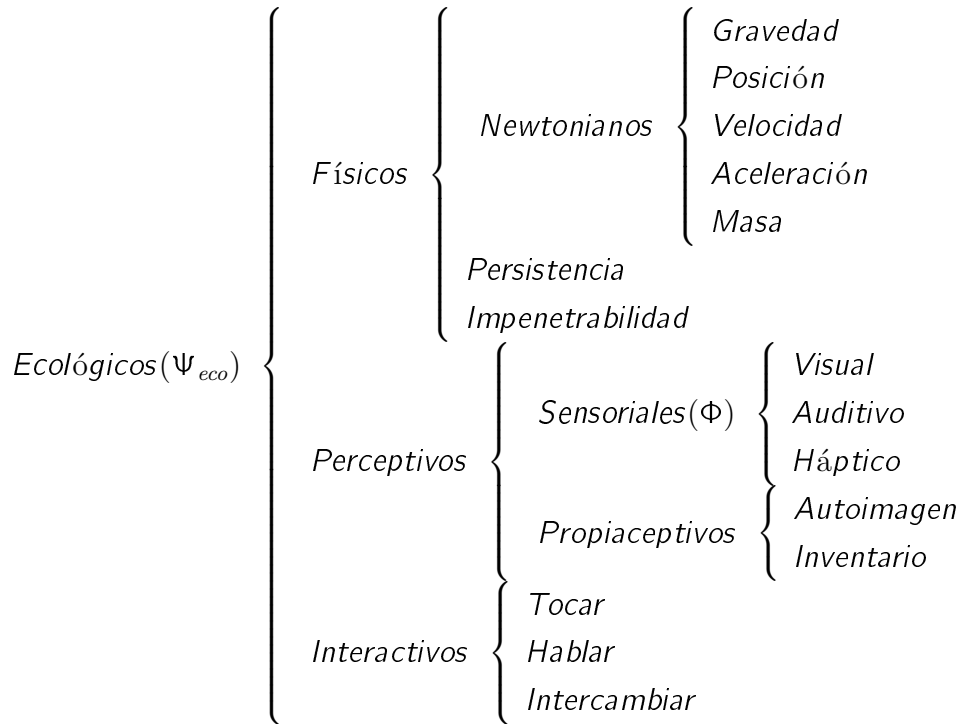 Gravedad
Posición
Newtonianos
Velocidad
Físicos
Aceleración
Masa
Persistencia
Impenetrabilidad
Ecológicos(Ψ eco)
Visual
Sensoriales(Φ)
Auditivo
Perceptivos
Háptico
Autoimagen
Propiaceptivos
Inventario
Tocar
Interactivos
Hablar
Intercambiar